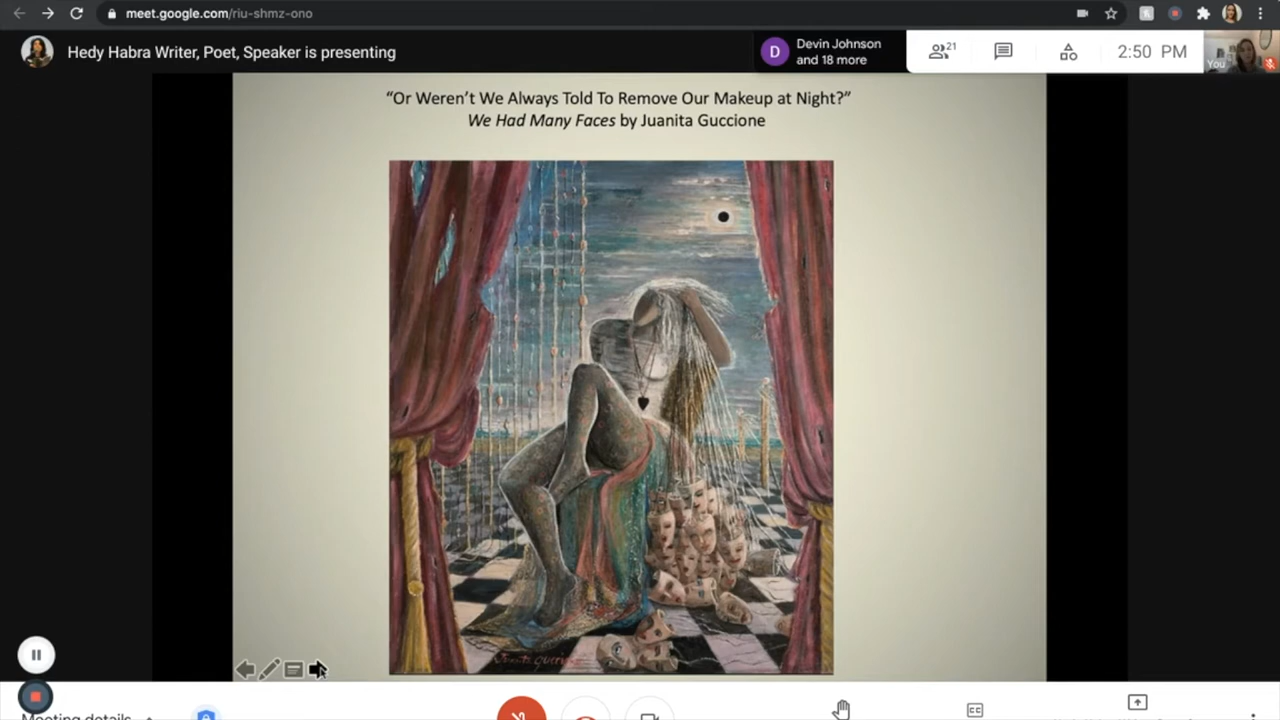 meet.google.com/riu-shmz-ono
Hedy Habra Writer, Poet, Speaker is presenting
D
Devin Johnson
and 18 more
21
2:50 PM
You
“Or Weren’t We Always Told To Remove Our Makeup at Night?”
We Had Many Faces by Juanita Guccione
Meeting details